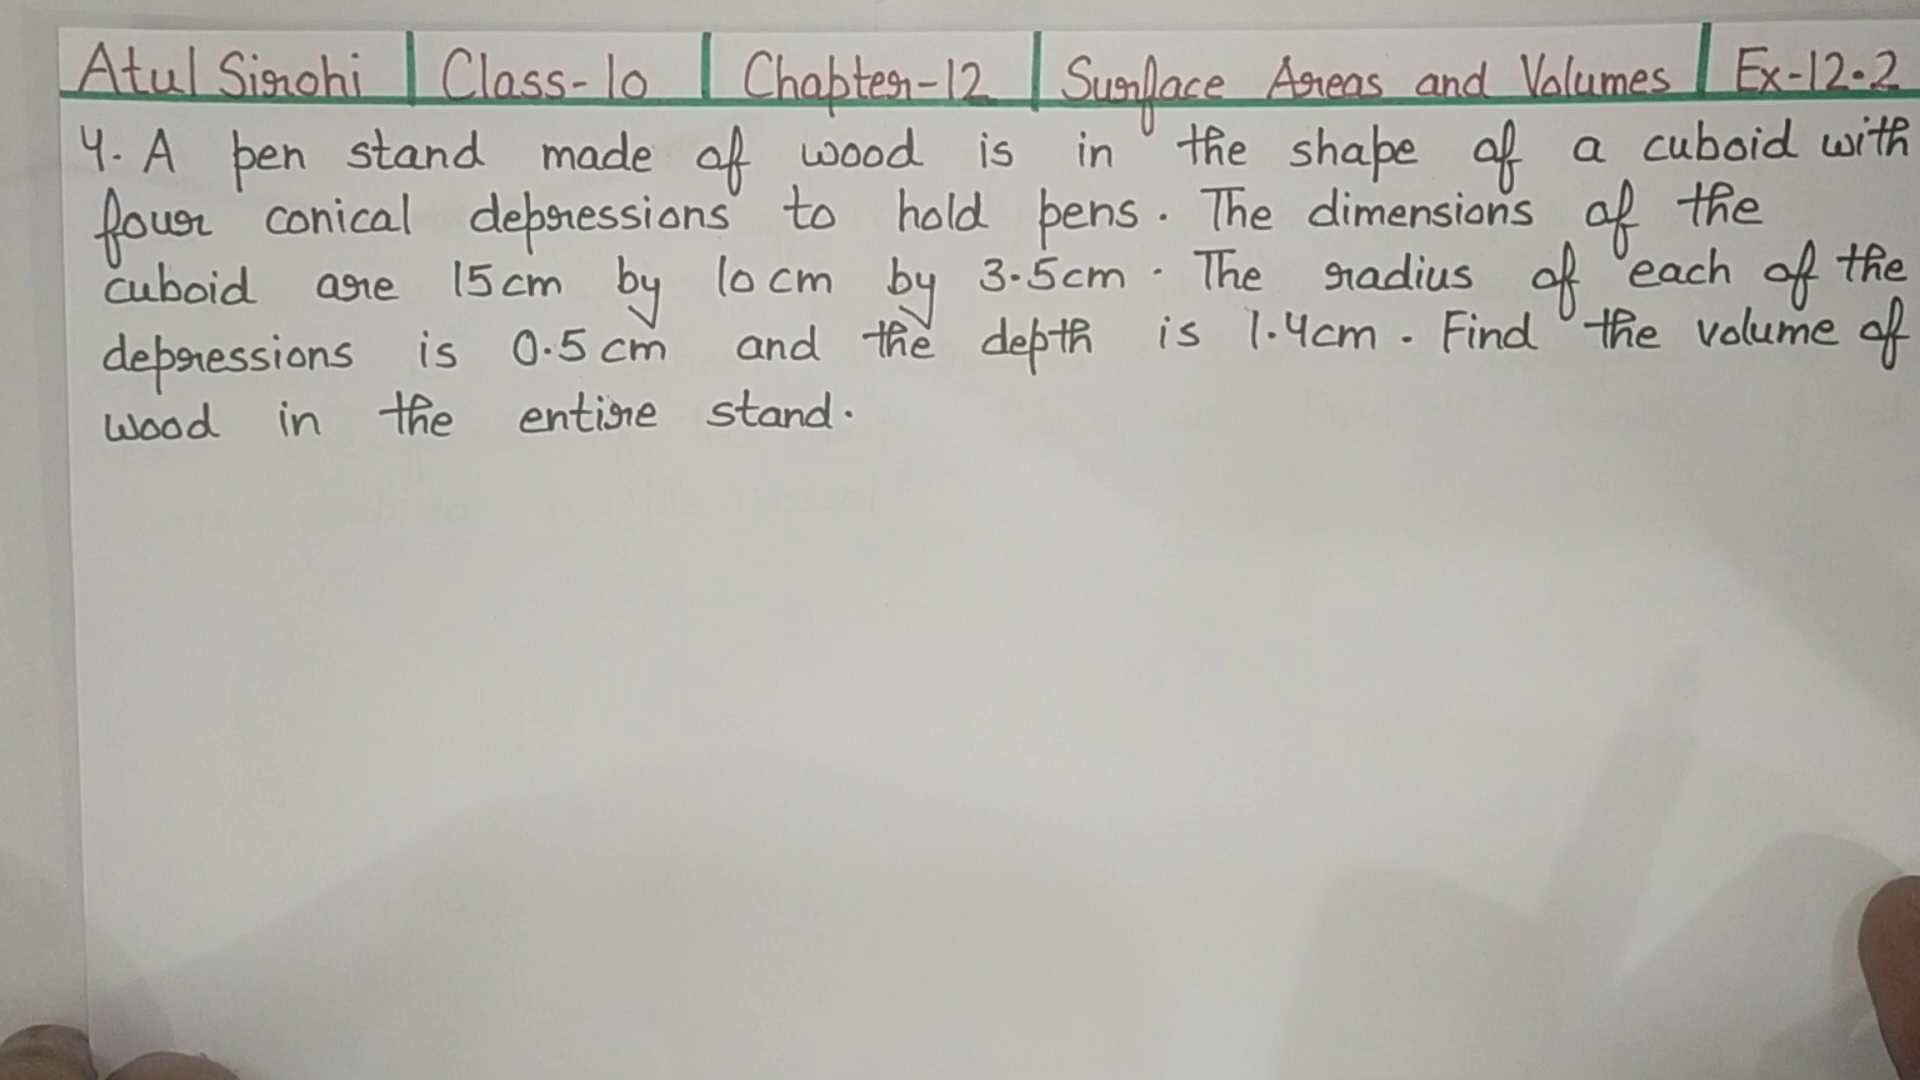 Atul Sirohi | Class-10 | Chapter-12 | Surface Areas and Volumes | Ex-12.2
4. A pen stand made of wood is in the shape of a cuboid with
four conical depressions to hold pens. The dimensions of the
cuboid are 15cm by 10cm by 3.5cm. The radius of each of the
depressions is 0.5cm and the depth is 1.4cm. Find the volume of
wood in the entire stand.